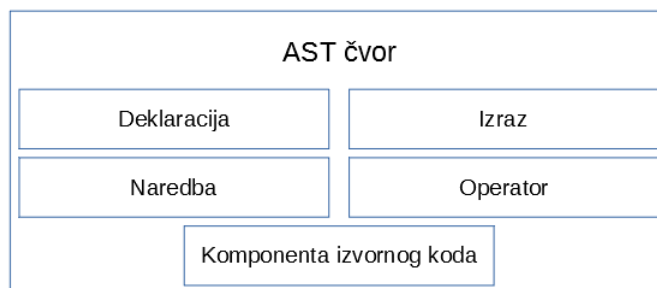 AST čvor
Deklaracija
Izraz
Naredba
Operator
Komponenta izvornog koda